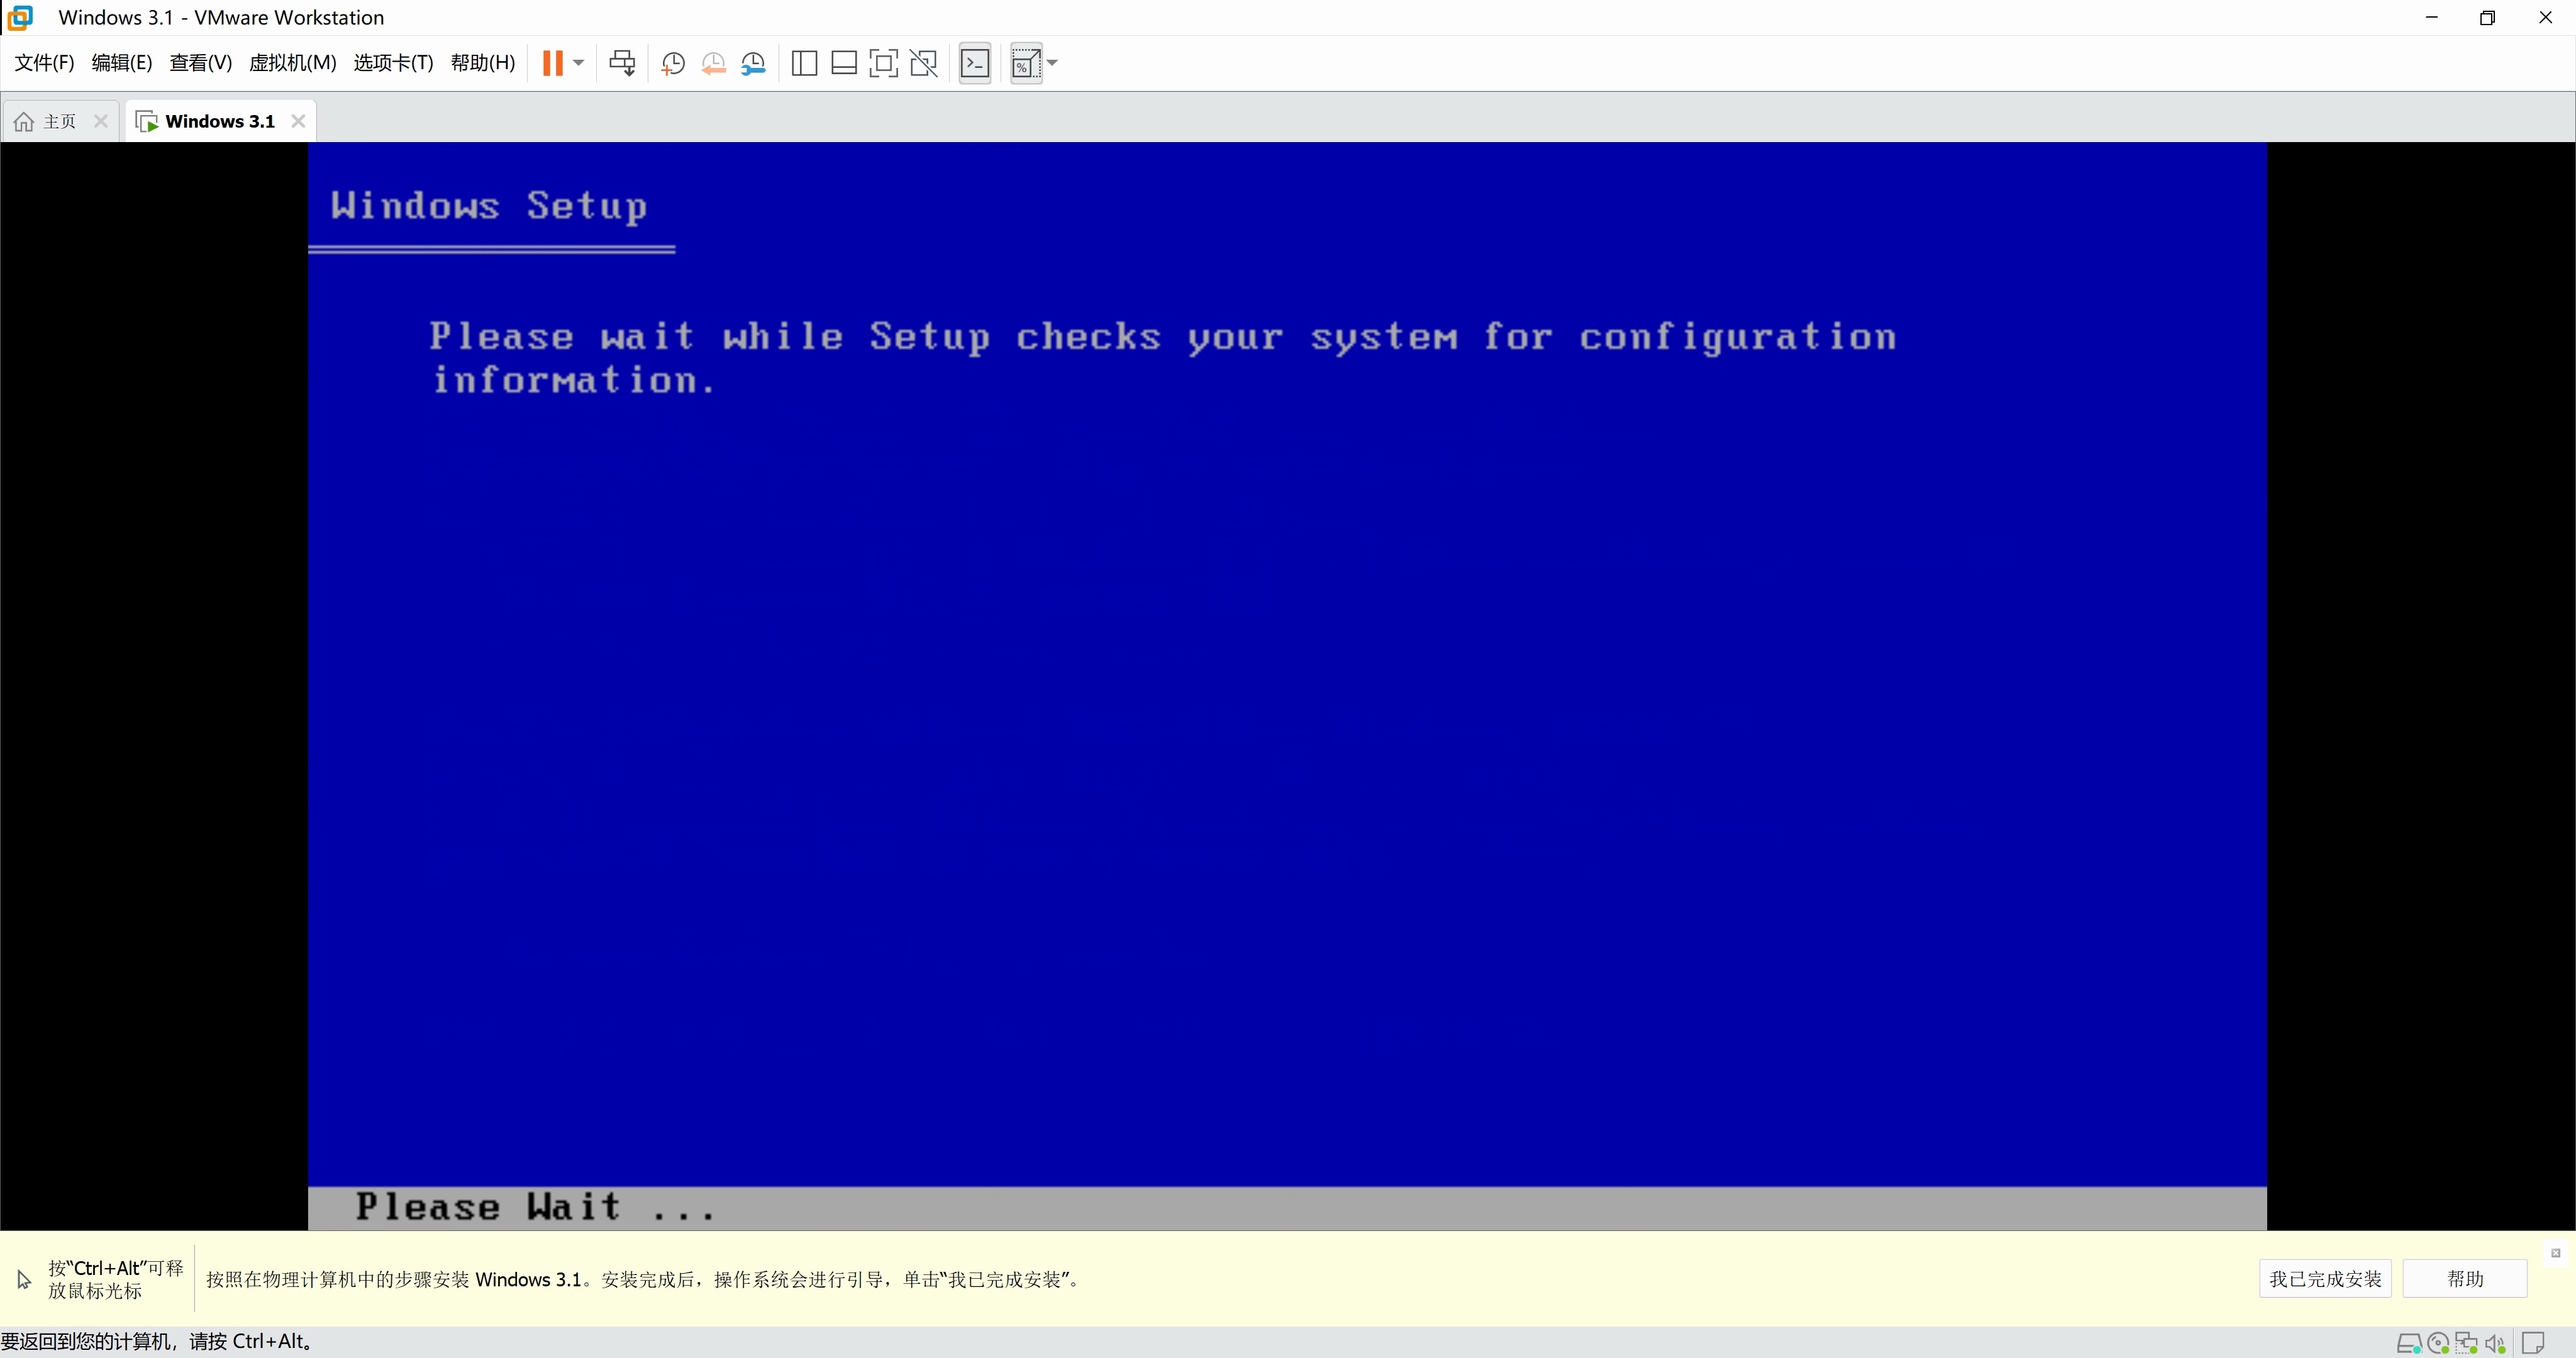 Windows 3.1 - VMware Workstation
文件(F) 编辑(E) 查看(V) 虚拟机(M) 选项卡(T) 帮助(H)
主页 Windows 3.1
Windows Setup
Please wait while Setup checks your system for configuration
information.
Please Wait ...
按“Ctrl+Alt”可释
放鼠标光标
按照在物理计算机中的步骤安装 Windows 3.1。安装完成后，操作系统会进行引导，单击“我已完成安装”。
我已完成安装 帮助
要返回到您的计算机，请按 Ctrl+Alt。